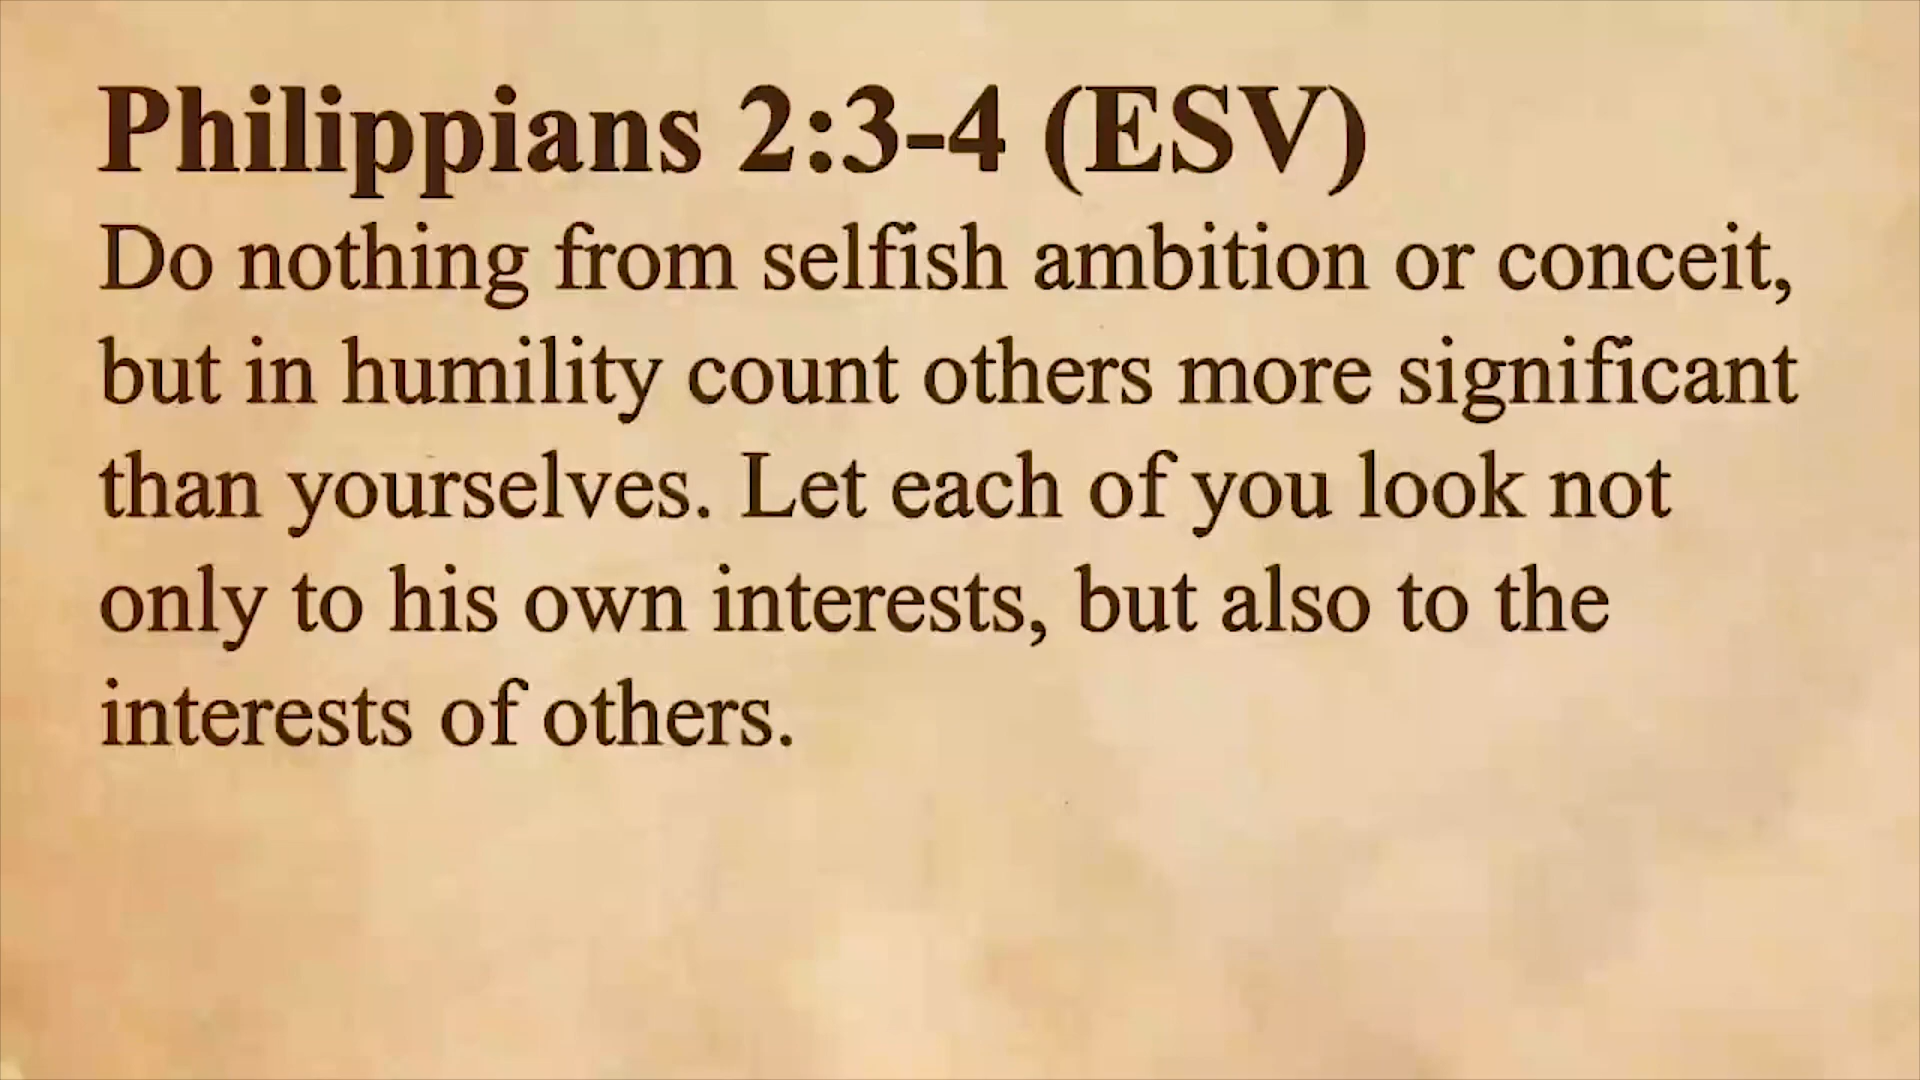 Philippians 2:3-4 (ESV)
Do nothing from selfish ambition or conceit,
but in humility count others more significant
than yourselves. Let each of you look not
only to his own interests, but also to the
interests of others.